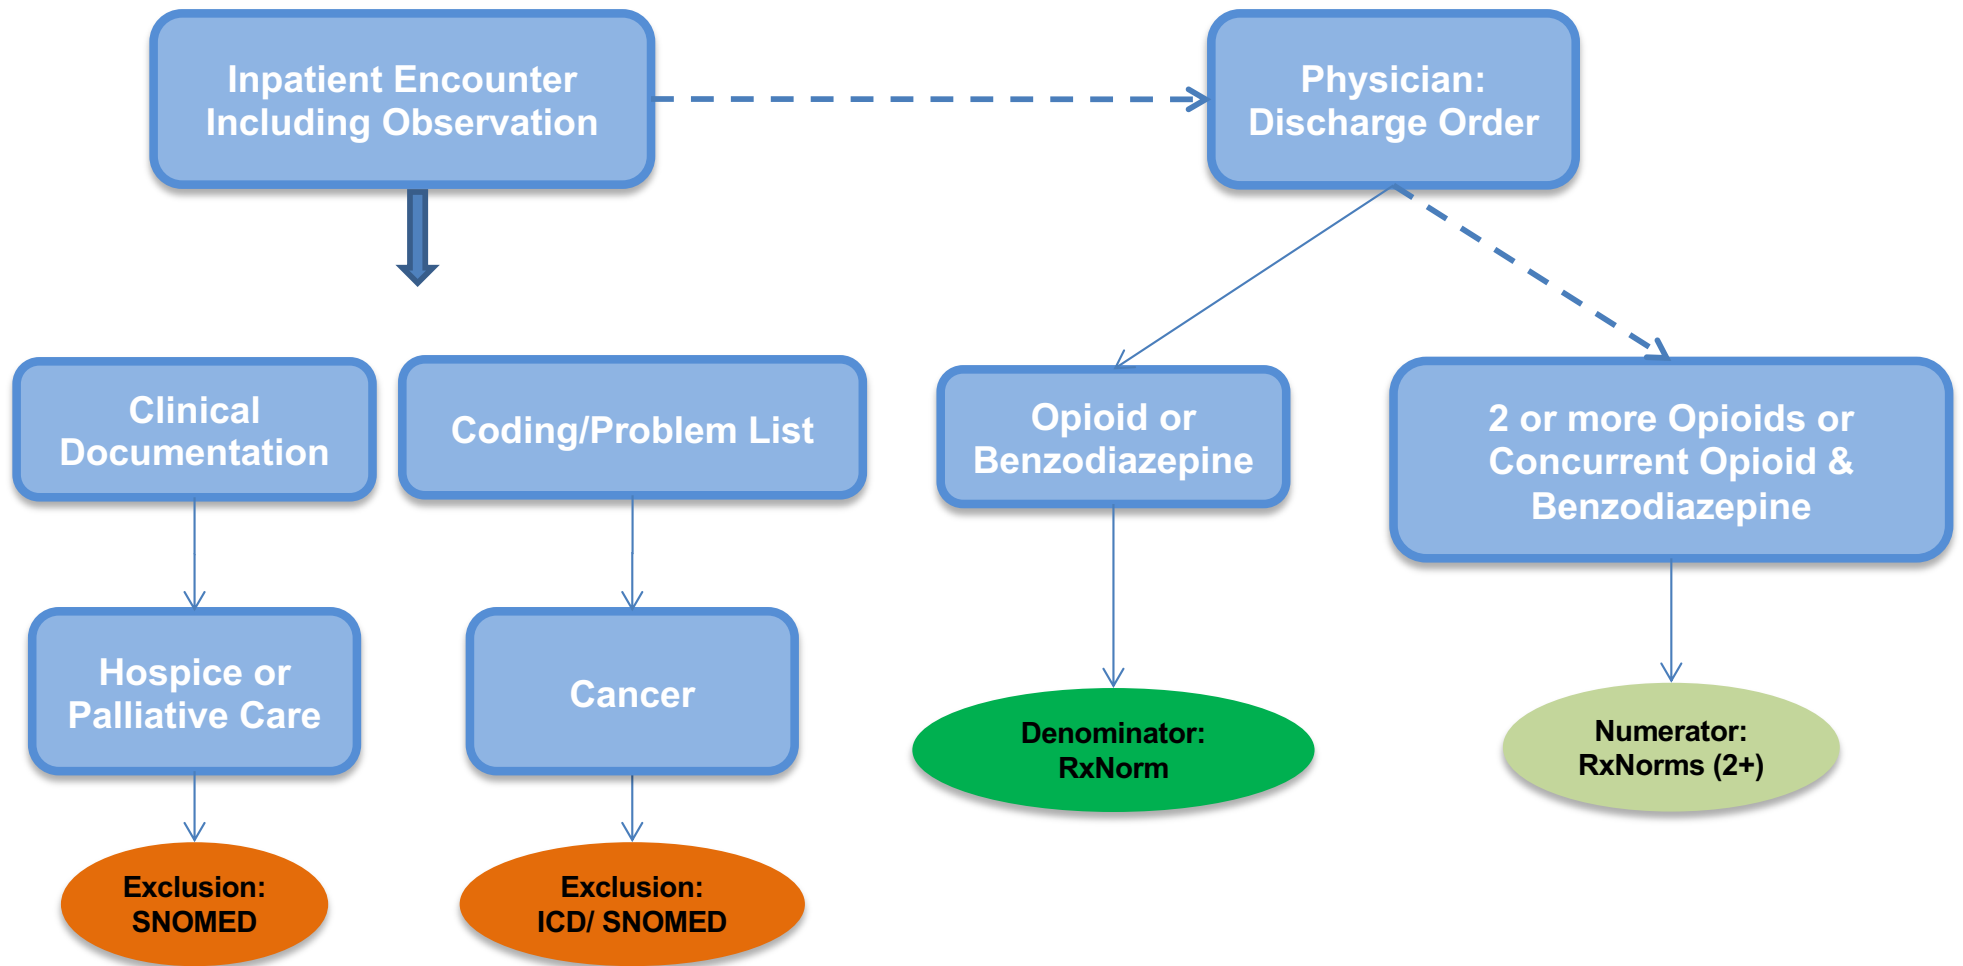 Inpatient Encounter
Including Observation
Physician:
Discharge Order
Clinical
Documentation
Coding/Problem List
Opioid or
Benzodiazepine
2 or more Opioids or
Concurrent Opioid &
Benzodiazepine
Hospice or
Palliative Care
Cancer
Denominator:
RxNorm
Numerator:
RxNorms (2+)
Exclusion:
SNOMED
Exclusion:
ICD/ SNOMED